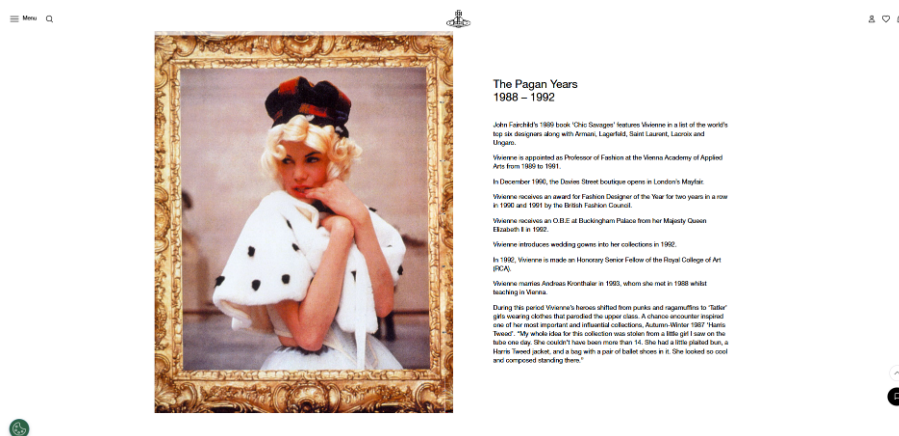 Menu
The Pagan Years
1988 – 1992
John Fairchild's 1989 book 'Chic Savages' features Vivienne in a list of the world's
top six designers along with Armani, Lagerfeld, Saint Laurent, Lacroix and
Ungaro.
Vivienne is appointed as Professor of Fashion at the Vienna Academy of Applied
Arts from 1989 to 1991.
In December 1990, the Davies Street boutique opens in London's Mayfair.
Vivienne receives an award for Fashion Designer of the Year for two years in a row
in 1990 and 1991 by the British Fashion Council.
Vivienne receives an O.B.E at Buckingham Palace from her Majesty Queen
Elizabeth II in 1992.
Vivienne introduces wedding gowns into her collections in 1992.
In 1992, Vivienne is made an Honorary Senior Fellow of the Royal College of Art
(RCA).
Vivienne marries Andreas Kronthaler in 1993, whom she met in 1988 whilst
teaching in Vienna.
During this period Vivienne's heroes shifted from punks and ragamuffins to 'Tatler'
girls wearing clothes that parodied the upper class. A chance encounter inspired
one of her most important and influential collections, Autumn-Winter 1987 'Harris
Tweed'. "My whole idea for this collection was stolen from a little girl I saw on the
tube one day. She couldn't have been more than 14. She had a little plaited bun, a
Harris Tweed jacket, and a bag with a pair of ballet shoes in it. She looked so cool
and composed standing there."